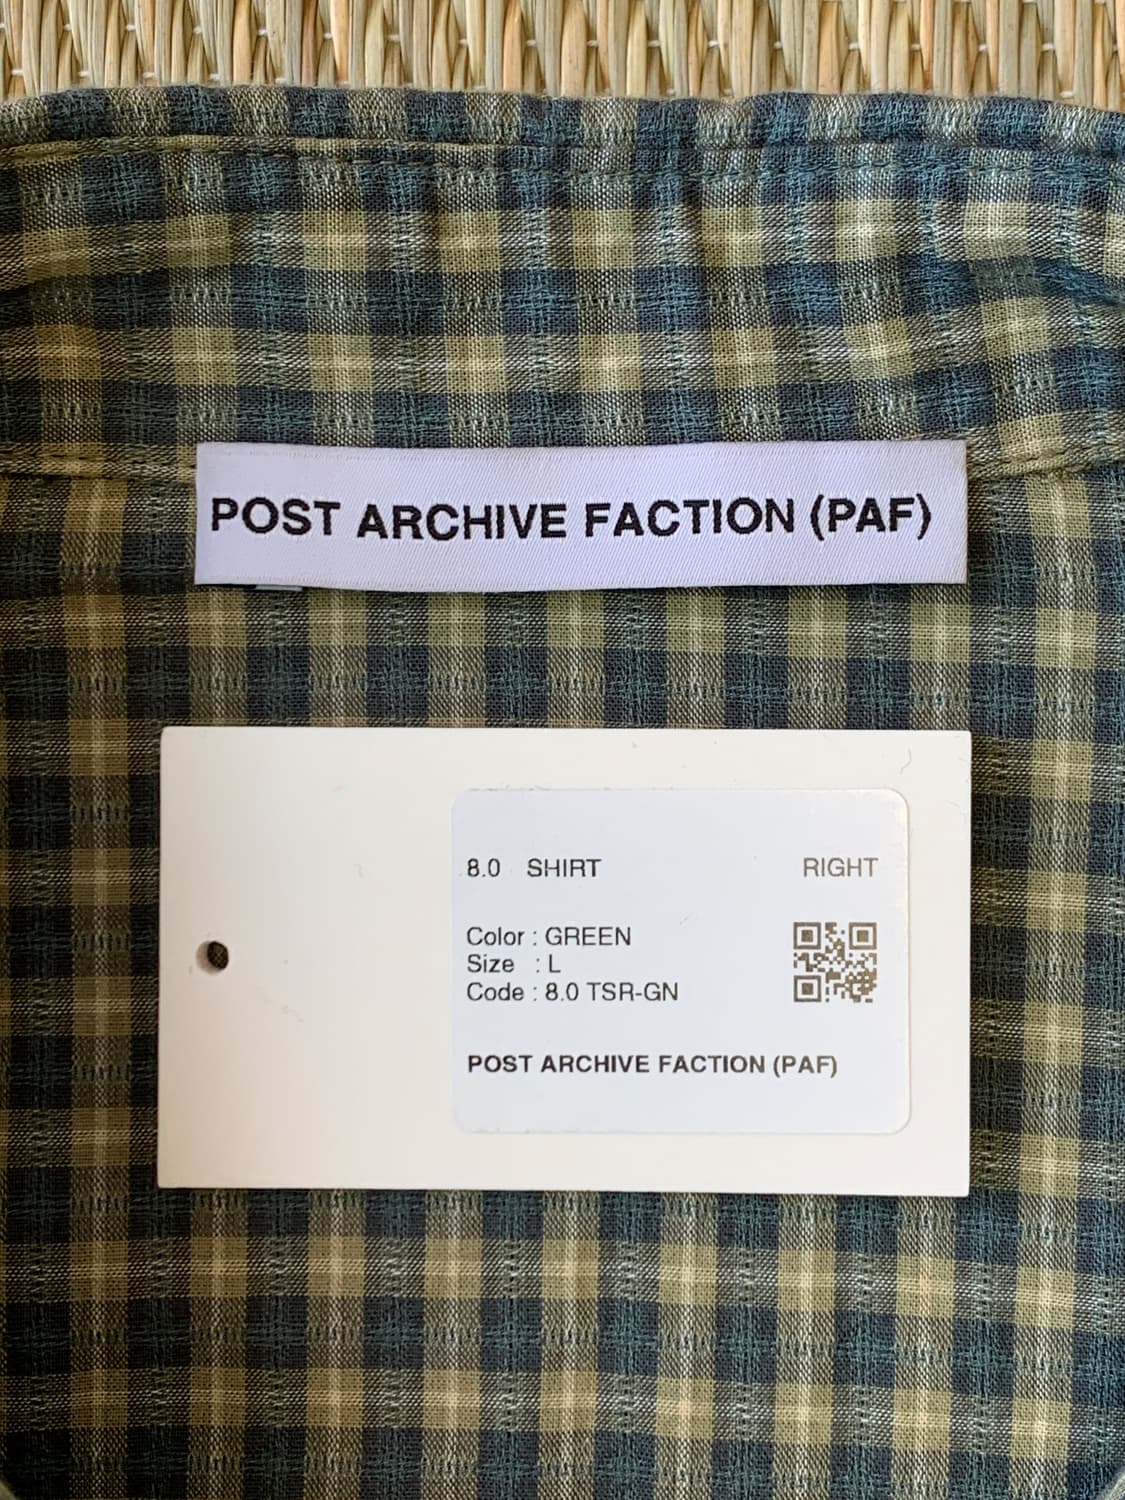 POST ARCHIVE FACTION (PAF)
8.0 SHIRT RIGHT
Color : GREEN
Size : L
Code : 8.0 TSR-GN
POST ARCHIVE FACTION (PAF)